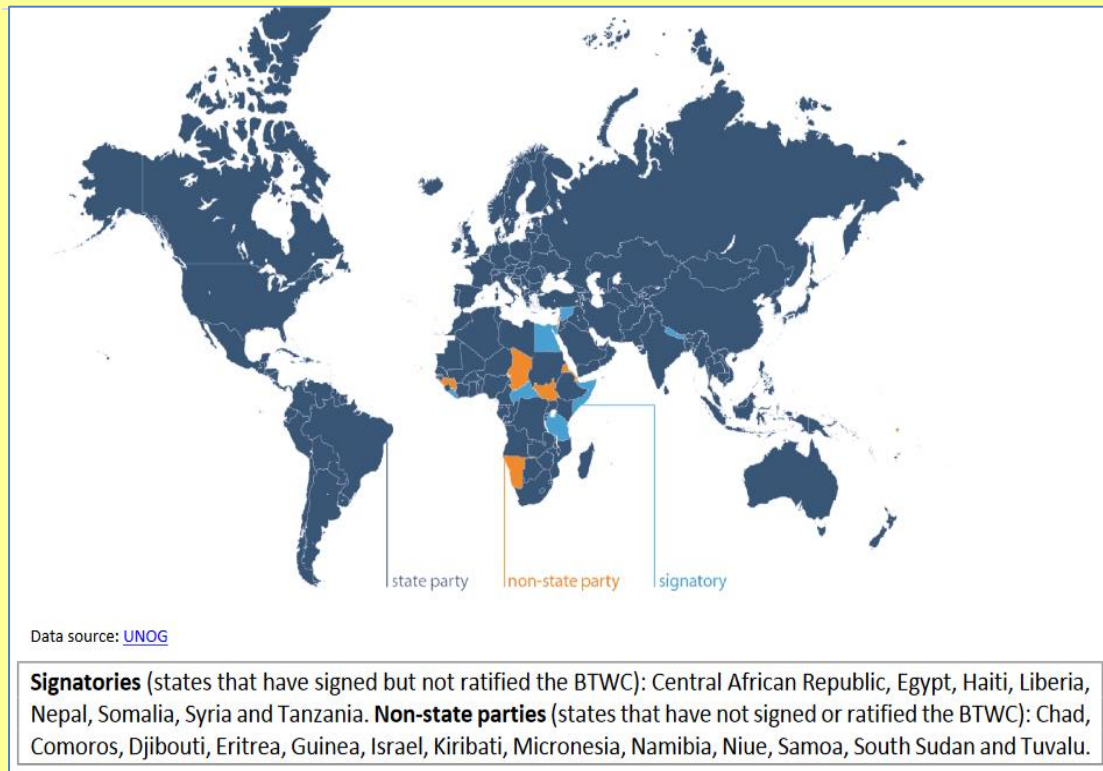 state party
non-state party
signatory
Data source: UNOG
Signatories (states that have signed but not ratified the BTWC): Central African Republic, Egypt, Haiti, Liberia,
Nepal, Somalia, Syria and Tanzania. Non-state parties (states that have not signed or ratified the BTWC): Chad,
Comoros, Djibouti, Eritrea, Guinea, Israel, Kiribati, Micronesia, Namibia, Niue, Samoa, South Sudan and Tuvalu.